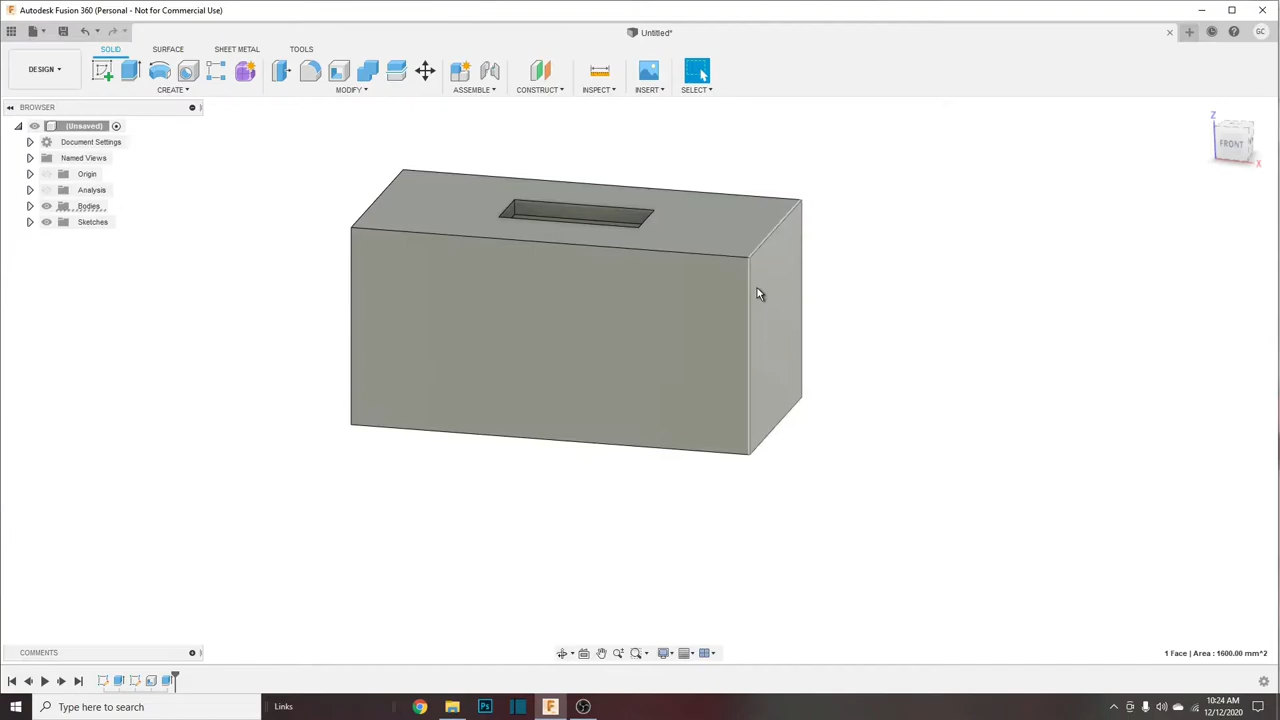 Autodesk Fusion 360 (Personal - Not for Commercial Use)
Untitled*
GC
SOLID SURFACE SHEET METAL TOOLS
DESIGN
CREATE MODIFY ASSEMBLE CONSTRUCT INSPECT INSERT SELECT
BROWSER
(Unsaved)
Document Settings
Named Views
Origin
Analysis
Bodies
Sketches
Z
FRONT
X
COMMENTS
1 Face | Area : 1600.00 mm^2
Type here to search
Links
10:24 AM
12/12/2020